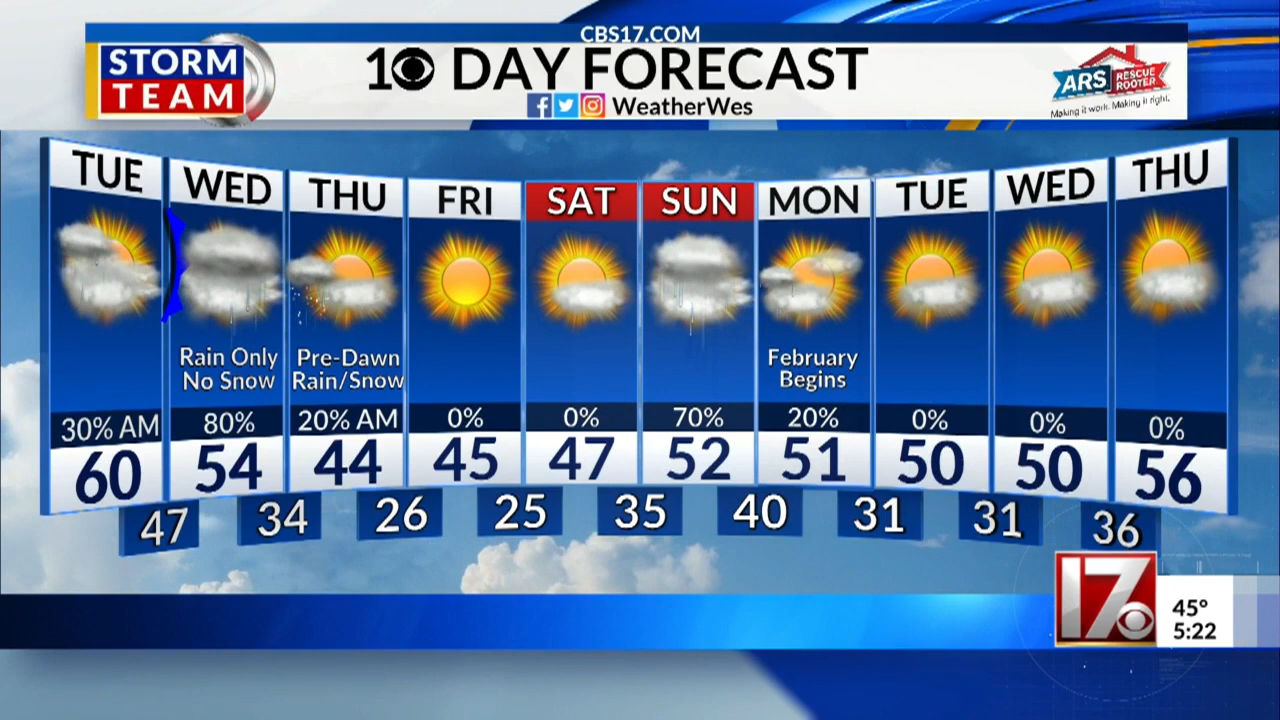 CBS17.COM
STORM
TEAM
10 DAY FORECAST
WeatherWes
ARS
RESCUE
ROOTER
Making it work. Making it right.
TUE WED THU FRI SAT SUN MON TUE WED THU
Rain Only Pre-Dawn February
No Snow Rain/Snow Begins
30% AM 80% 20% AM 0% 0% 70% 20% 0% 0% 0%
60 54 44 45 47 52 51 50 50 56
47 34 26 25 35 40 31 31 36
17
45°
5:22